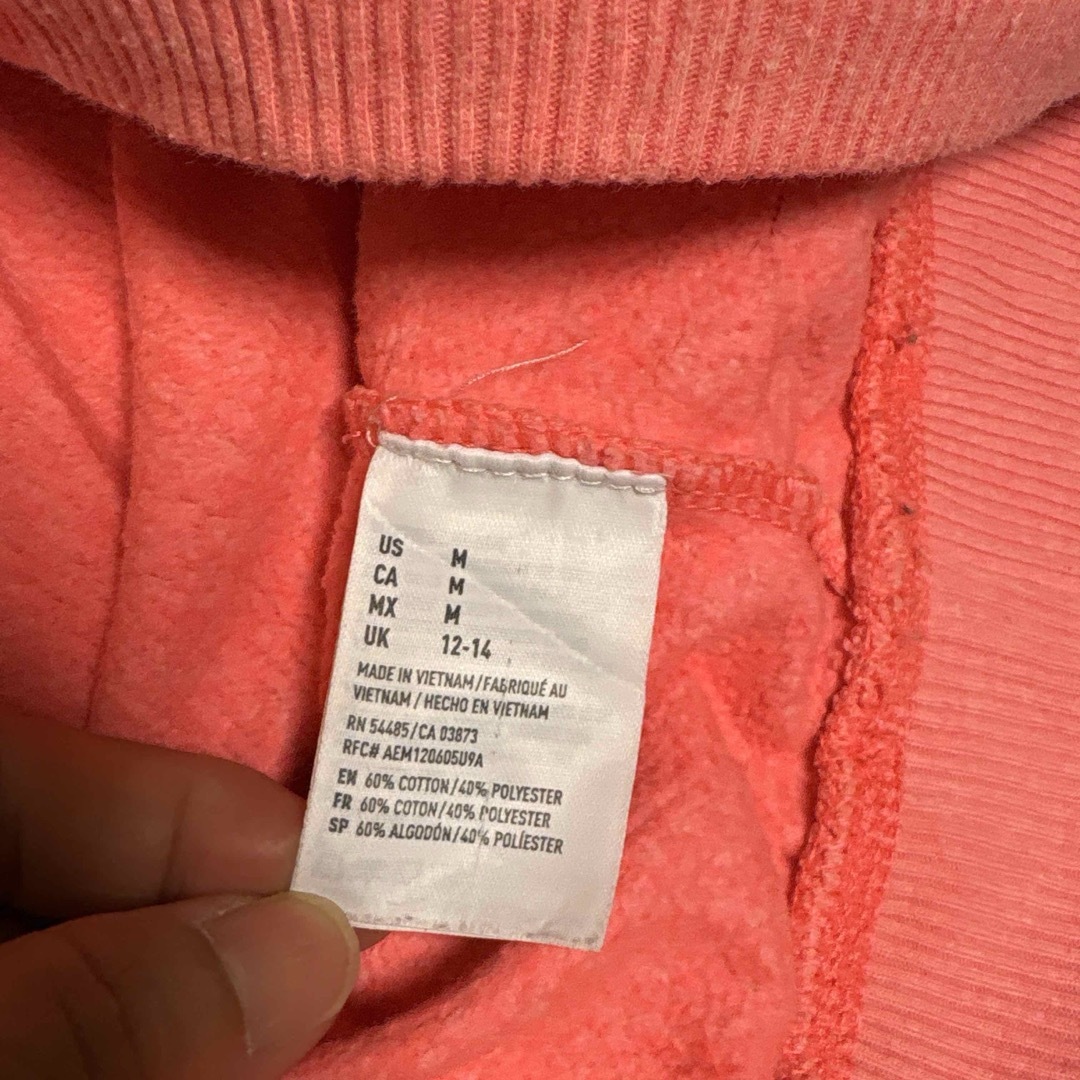 US M
CA M
MX M
UK 12-14
MADE IN VIETNAM/FABRIQUÉ AU
VIETNAM / HECHO EN VIETNAM
RN 54485/CA 03873
RFC# AEM120605U9A
EN 60% COTTON/40% POLYESTER
FR 60% COTON/40% POLYESTER
SP 60% ALGODÓN/40% POLÍESTER